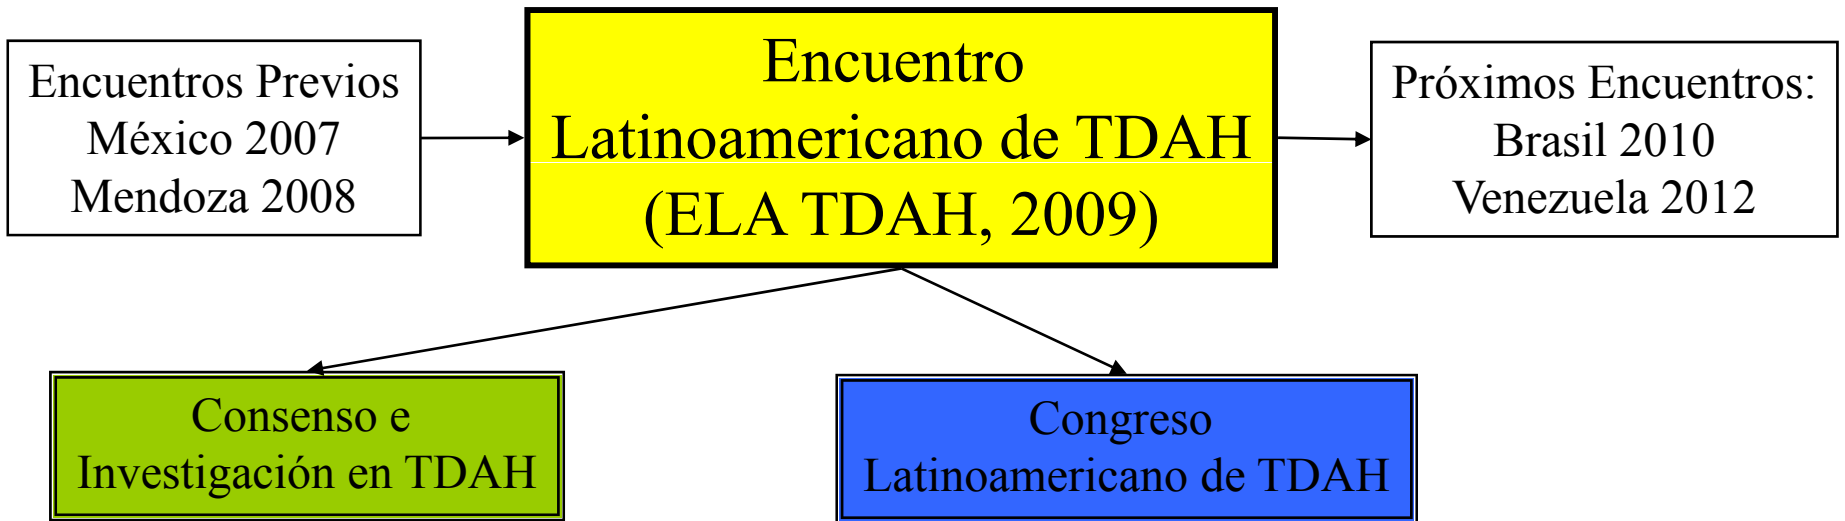 Encuentros Previos
México 2007
Mendoza 2008
Encuentro
Latinoamericano de TDAH
(ELA TDAH, 2009)
Próximos Encuentros:
Brasil 2010
Venezuela 2012
Consenso e
Investigación en TDAH
Congreso
Latinoamericano de TDAH